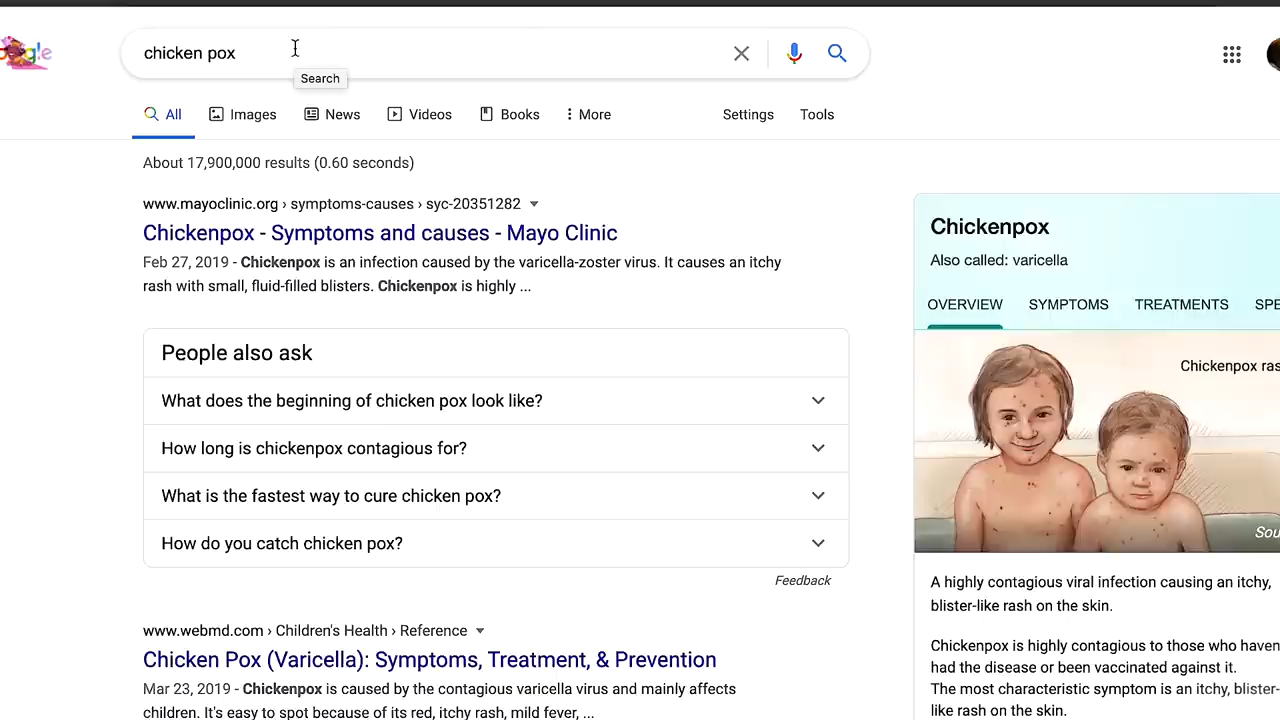 chicken pox
Search
All Images News Videos Books More Settings Tools
About 17,900,000 results (0.60 seconds)
www.mayoclinic.org › symptoms-causes › syc-20351282
Chickenpox - Symptoms and causes - Mayo Clinic
Feb 27, 2019 - Chickenpox is an infection caused by the varicella-zoster virus. It causes an itchy
rash with small, fluid-filled blisters. Chickenpox is highly ...
People also ask
What does the beginning of chicken pox look like?
How long is chickenpox contagious for?
What is the fastest way to cure chicken pox?
How do you catch chicken pox?
Feedback
www.webmd.com › Children's Health › Reference
Chicken Pox (Varicella): Symptoms, Treatment, & Prevention
Mar 23, 2019 - Chickenpox is caused by the contagious varicella virus and mainly affects
children. It's easy to spot because of its red, itchy rash, mild fever, ...
Chickenpox
Also called: varicella
OVERVIEW SYMPTOMS TREATMENTS SPE
Chickenpox ras
Sou
A highly contagious viral infection causing an itchy,
blister-like rash on the skin.
Chickenpox is highly contagious to those who haven
had the disease or been vaccinated against it.
The most characteristic symptom is an itchy, blister-
like rash on the skin.